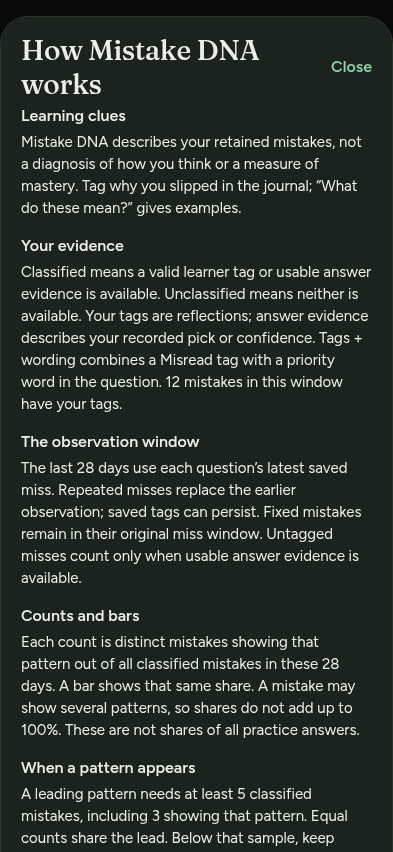 How Mistake DNA
works
Close
Learning clues
Mistake DNA describes your retained mistakes, not
a diagnosis of how you think or a measure of
mastery. Tag why you slipped in the journal; “What
do these mean?” gives examples.
Your evidence
Classified means a valid learner tag or usable answer
evidence is available. Unclassified means neither is
available. Your tags are reflections; answer evidence
describes your recorded pick or confidence. Tags +
wording combines a Misread tag with a priority
word in the question. 12 mistakes in this window
have your tags.
The observation window
The last 28 days use each question’s latest saved
miss. Repeated misses replace the earlier
observation; saved tags can persist. Fixed mistakes
remain in their original miss window. Untagged
misses count only when usable answer evidence is
available.
Counts and bars
Each count is distinct mistakes showing that
pattern out of all classified mistakes in these 28
days. A bar shows that same share. A mistake may
show several patterns, so shares do not add up to
100%. These are not shares of all practice answers.
When a pattern appears
A leading pattern needs at least 5 classified
mistakes, including 3 showing that pattern. Equal
counts share the lead. Below that sample, keep